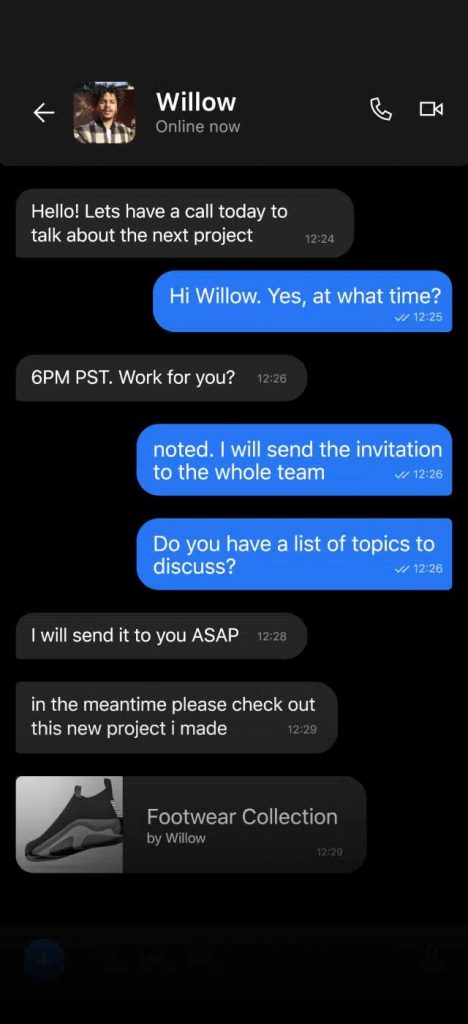 Willow
Online now
Hello! Lets have a call today to
talk about the next project
12:24
Hi Willow. Yes, at what time?
12:25
6PM PST. Work for you?
12:26
noted. I will send the invitation
to the whole team
12:26
Do you have a list of topics to
discuss?
12:26
I will send it to you ASAP
12:28
in the meantime please check out
this new project i made
12:29
Footwear Collection
by Willow
12:29